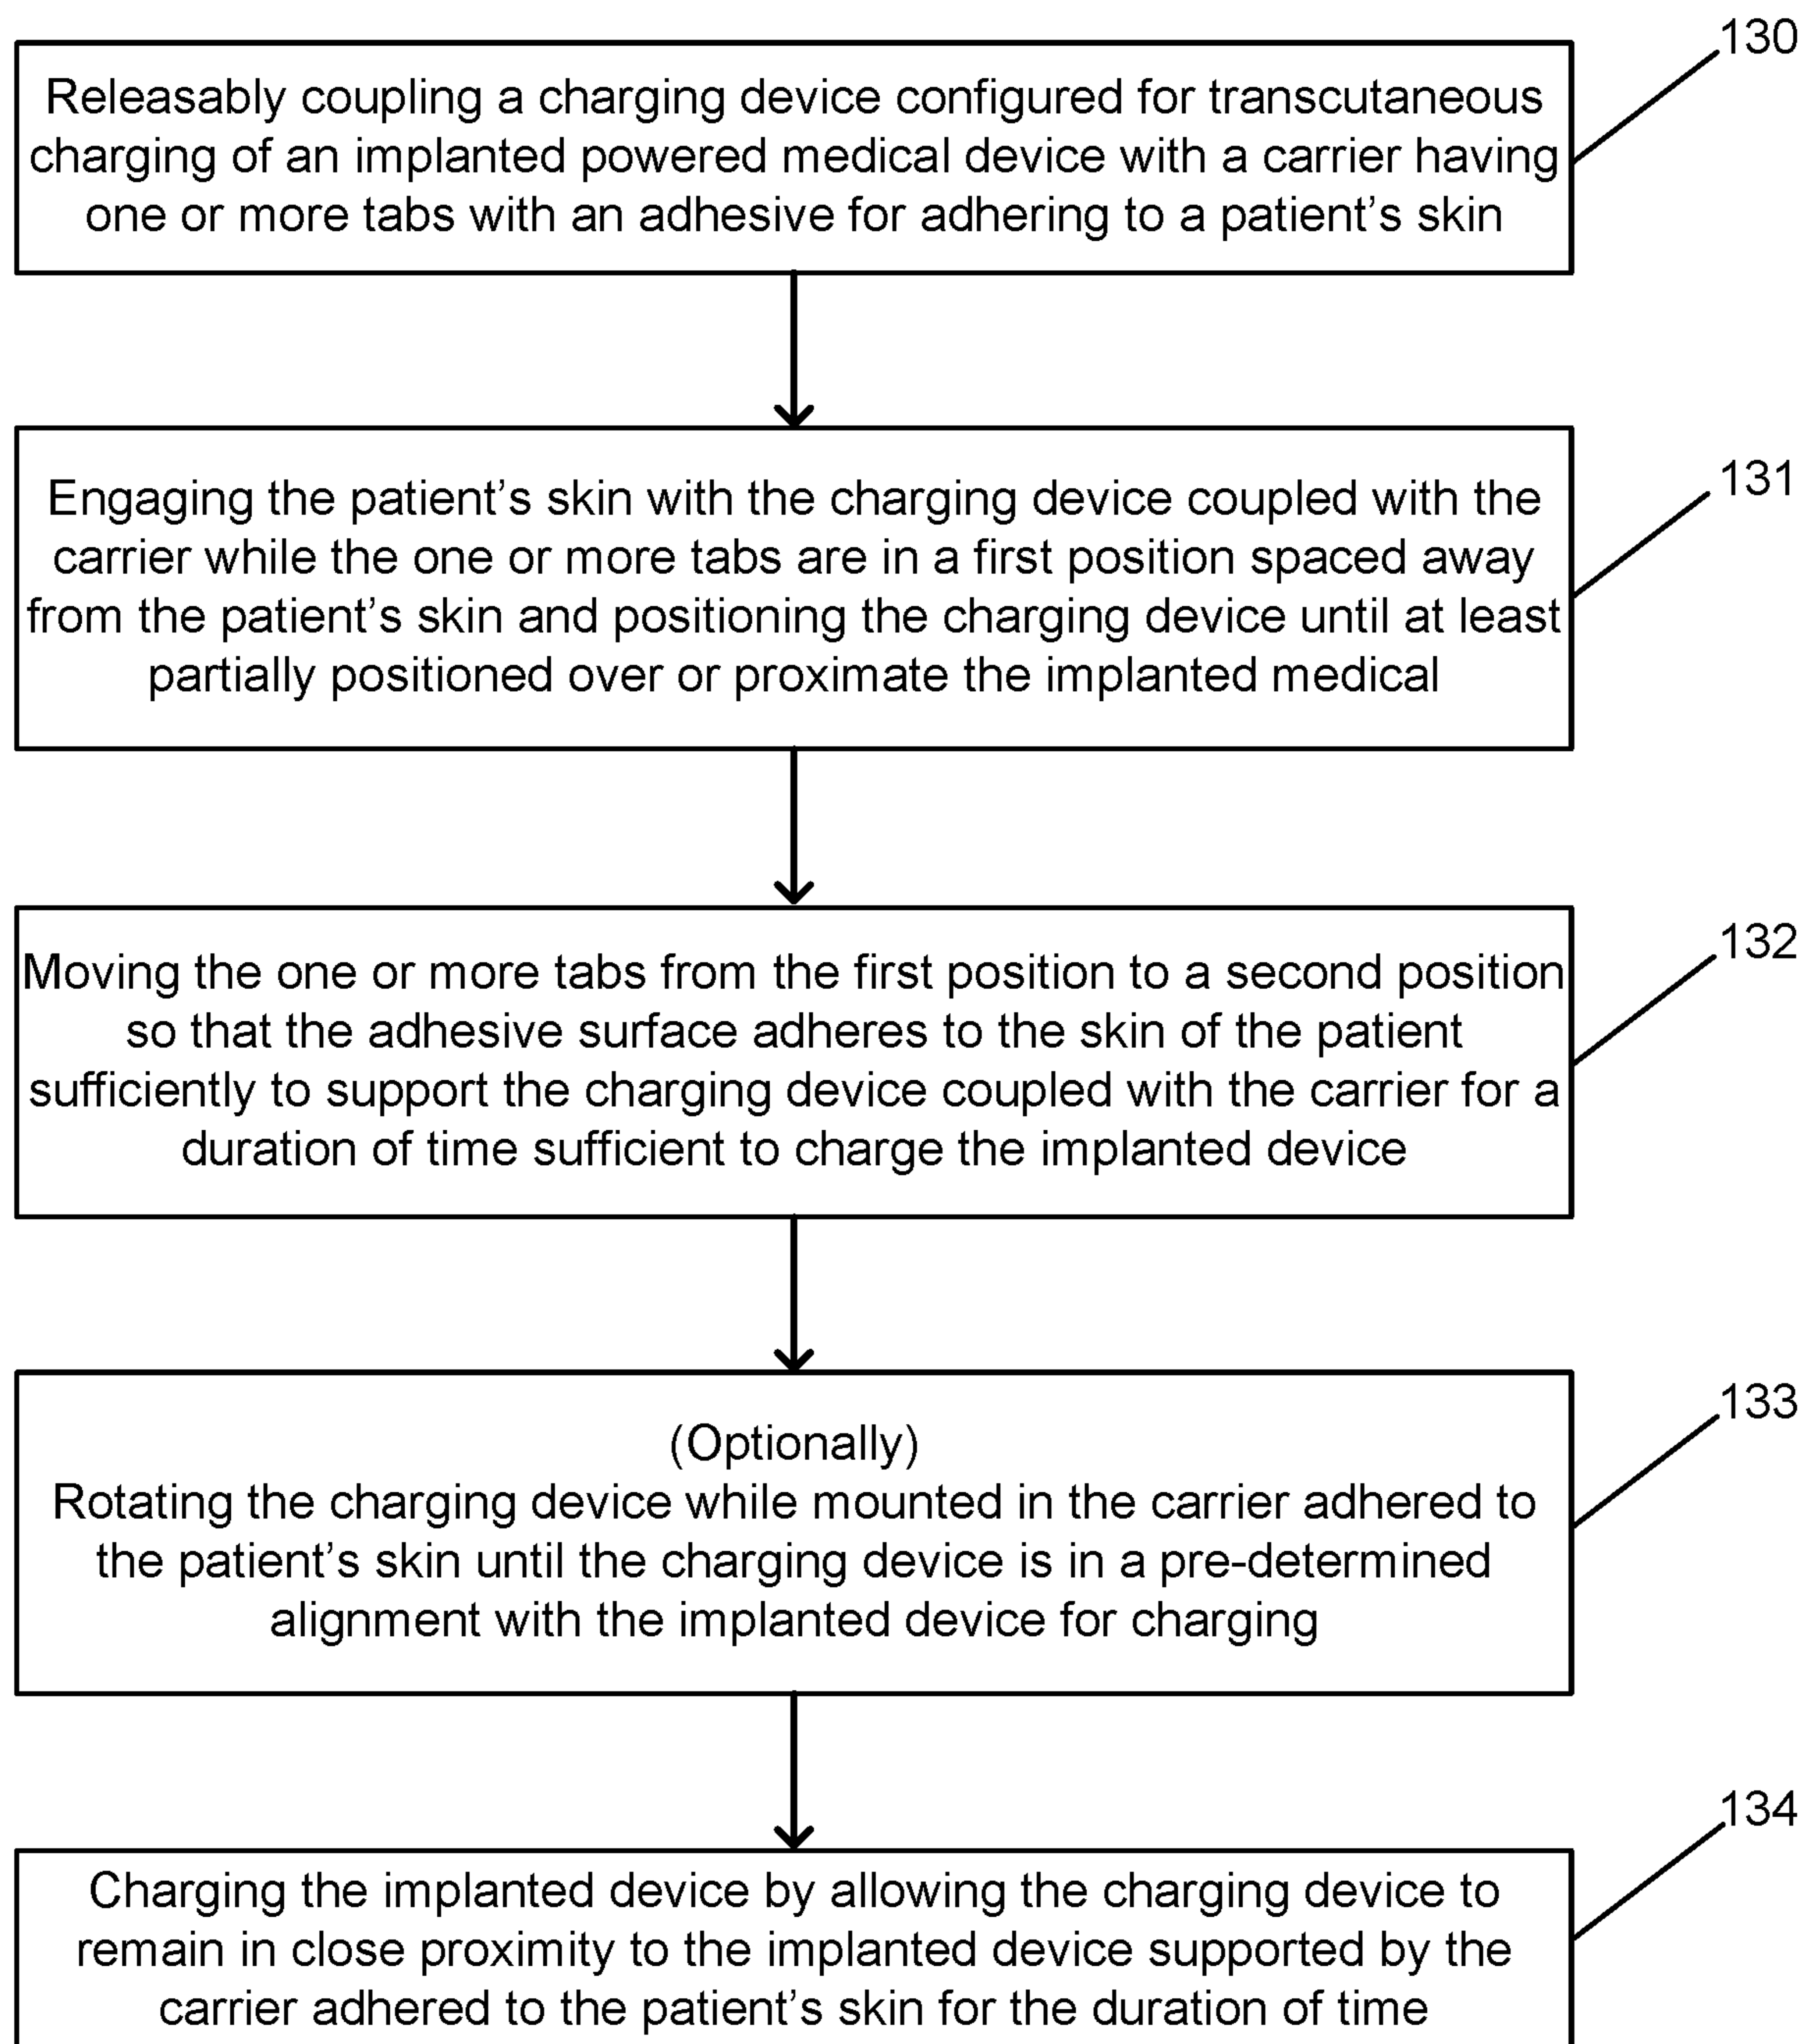 130
Releasably coupling a charging device configured for transcutaneous
charging of an implanted powered medical device with a carrier having
one or more tabs with an adhesive for adhering to a patient's skin
131
Engaging the patient's skin with the charging device coupled with the
carrier while the one or more tabs are in a first position spaced away
from the patient's skin and positioning the charging device until at least
partially positioned over or proximate the implanted medical
132
Moving the one or more tabs from the first position to a second position
so that the adhesive surface adheres to the skin of the patient
sufficiently to support the charging device coupled with the carrier for a
duration of time sufficient to charge the implanted device
133
(Optionally)
Rotating the charging device while mounted in the carrier adhered to
the patient's skin until the charging device is in a pre-determined
alignment with the implanted device for charging
134
Charging the implanted device by allowing the charging device to
remain in close proximity to the implanted device supported by the
carrier adhered to the patient's skin for the duration of time